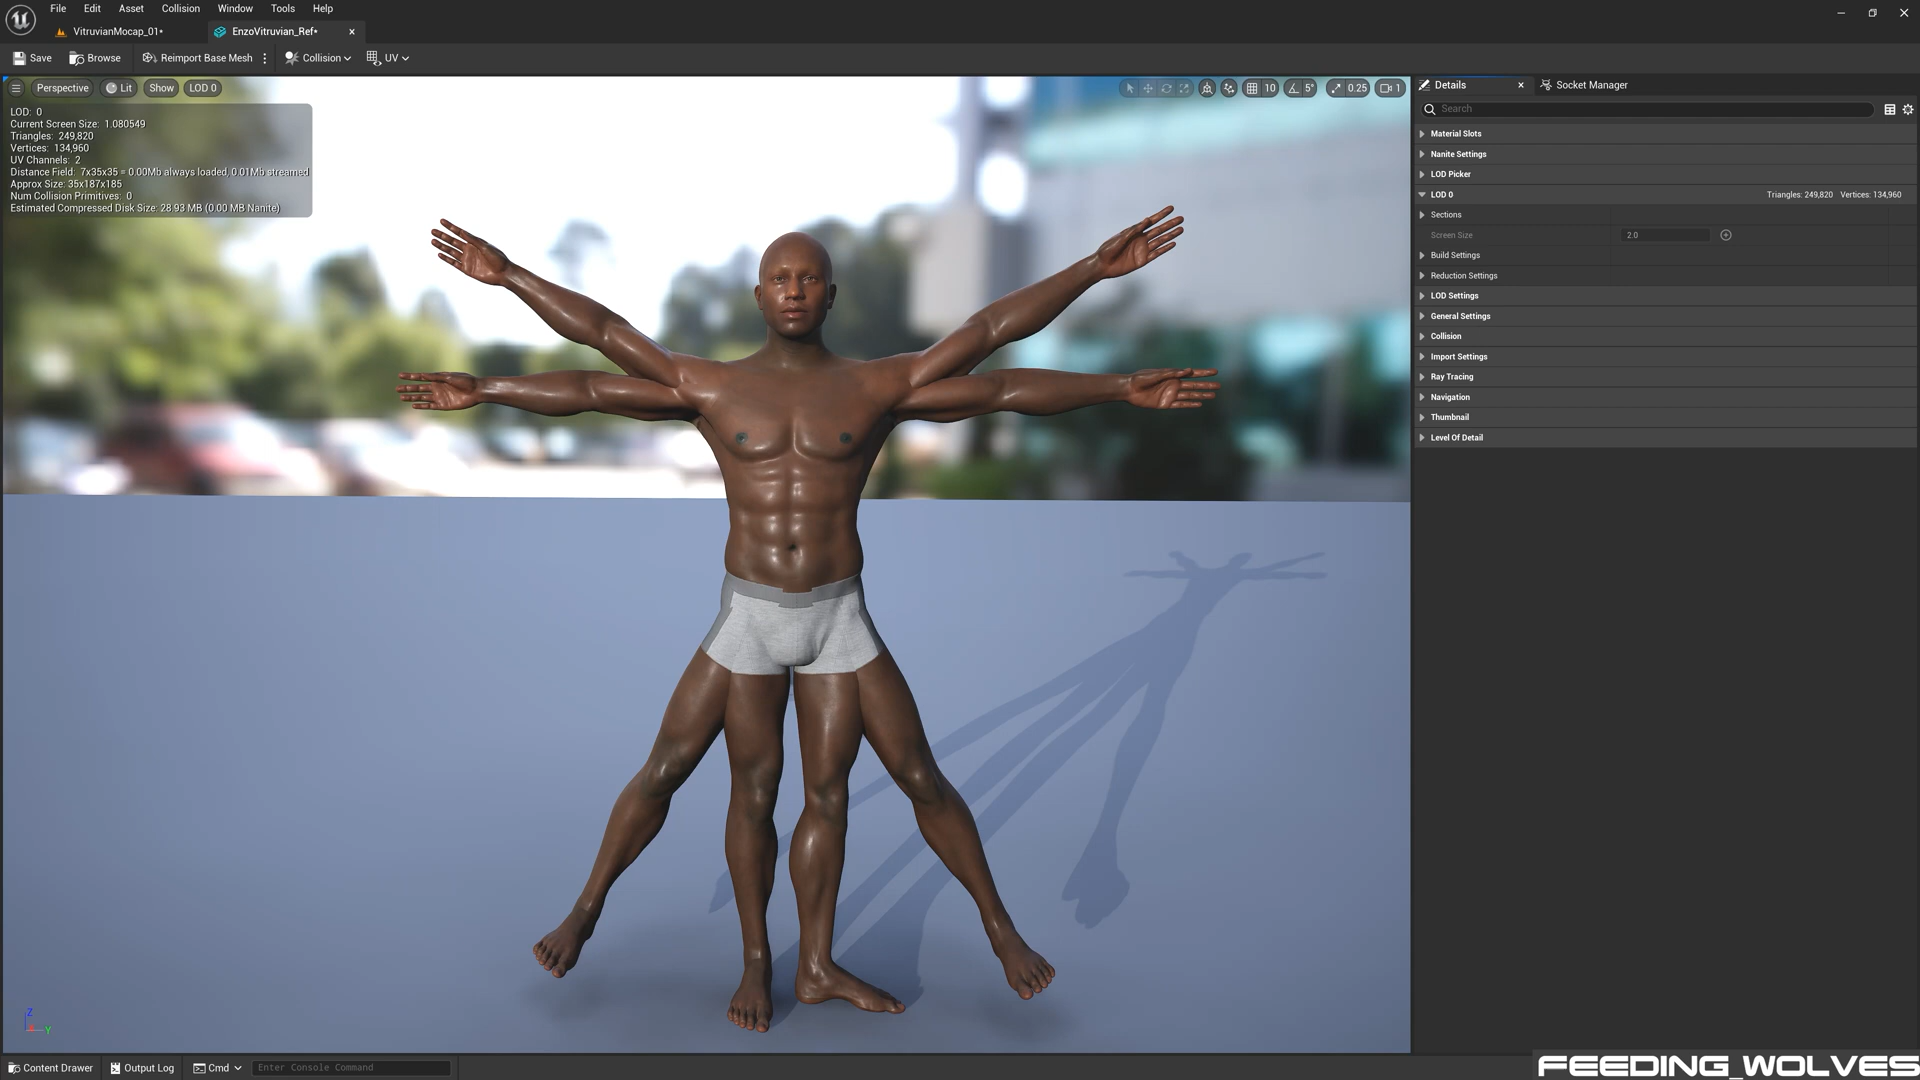 File Edit Asset Collision Window Tools Help
VitruvianMocap_01*
EnzoVitruvian_Ref*
Save Browse Reimport Base Mesh Collision UV
Perspective Lit Show LOD 0
10 5° 0.25 1
LOD: 0
Current Screen Size: 1.080549
Triangles: 249,820
Vertices: 134,960
UV Channels: 2
Distance Field: 7x35x35 = 0.00Mb always loaded, 0.01Mb streamed
Approx Size: 35x187x185
Num Collision Primitives: 0
Estimated Compressed Disk Size: 28.93 MB (0.00 MB Nanite)
Z
Y
Details
Socket Manager
Search
Material Slots
Nanite Settings
LOD Picker
LOD 0 Triangles: 249,820 Vertices: 134,960
Sections
Screen Size 2.0
Build Settings
Reduction Settings
LOD Settings
General Settings
Collision
Import Settings
Ray Tracing
Navigation
Thumbnail
Level Of Detail
Content Drawer Output Log Cmd Enter Console Command
FEEDING_WOLVES